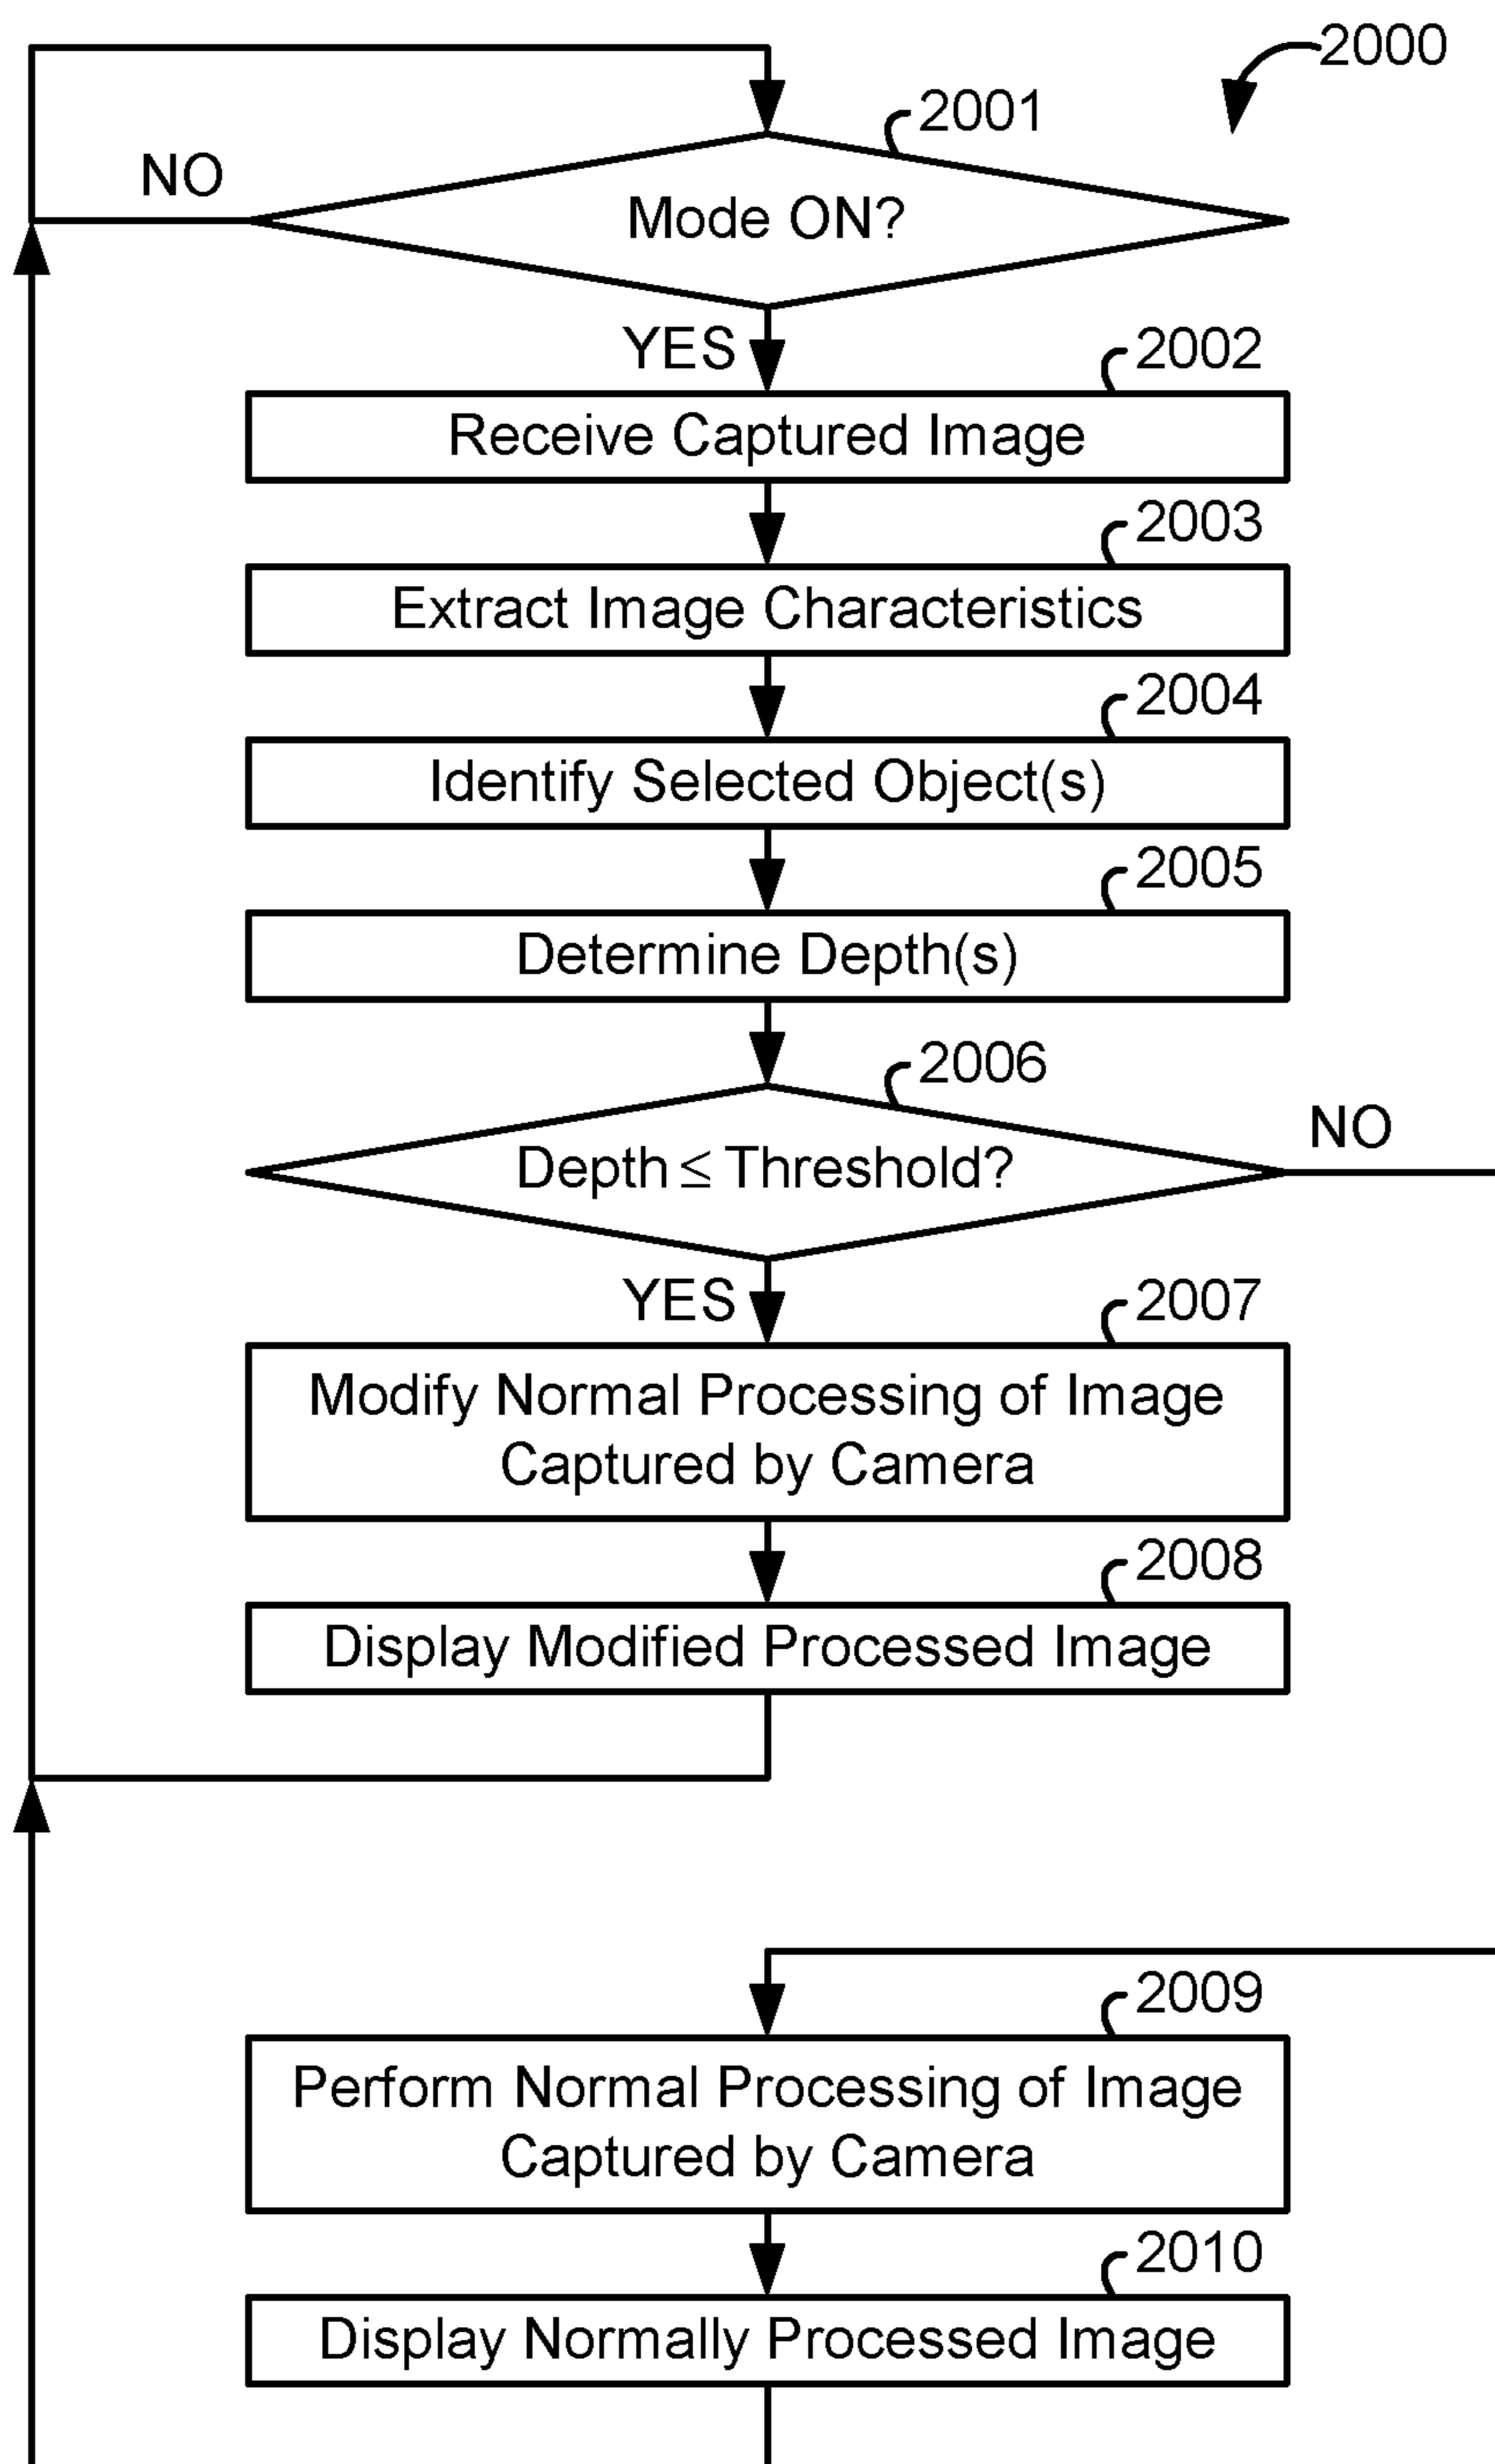 2000
2001
NO
Mode ON?
YES
2002
Receive Captured Image
2003
Extract Image Characteristics
2004
Identify Selected Object(s)
2005
Determine Depth(s)
2006
NO
Depth ≤ Threshold?
YES
2007
Modify Normal Processing of Image
Captured by Camera
2008
Display Modified Processed Image
2009
Perform Normal Processing of Image
Captured by Camera
2010
Display Normally Processed Image